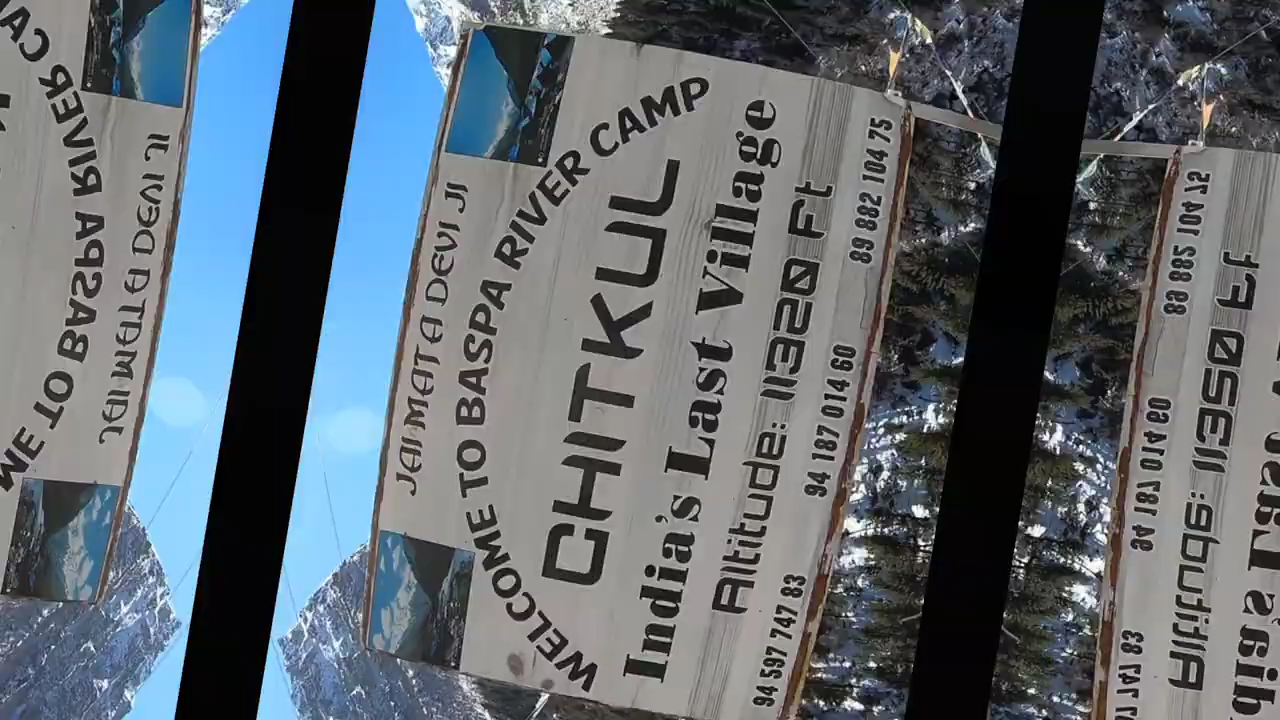 JAI MATA DEVI JI
WELCOME TO BASPA RIVER CAMP
CHITKUL
India's Last Village
Altitude: 11320 Ft
94 597 747 83 94 187 014 60 89 882 104 75